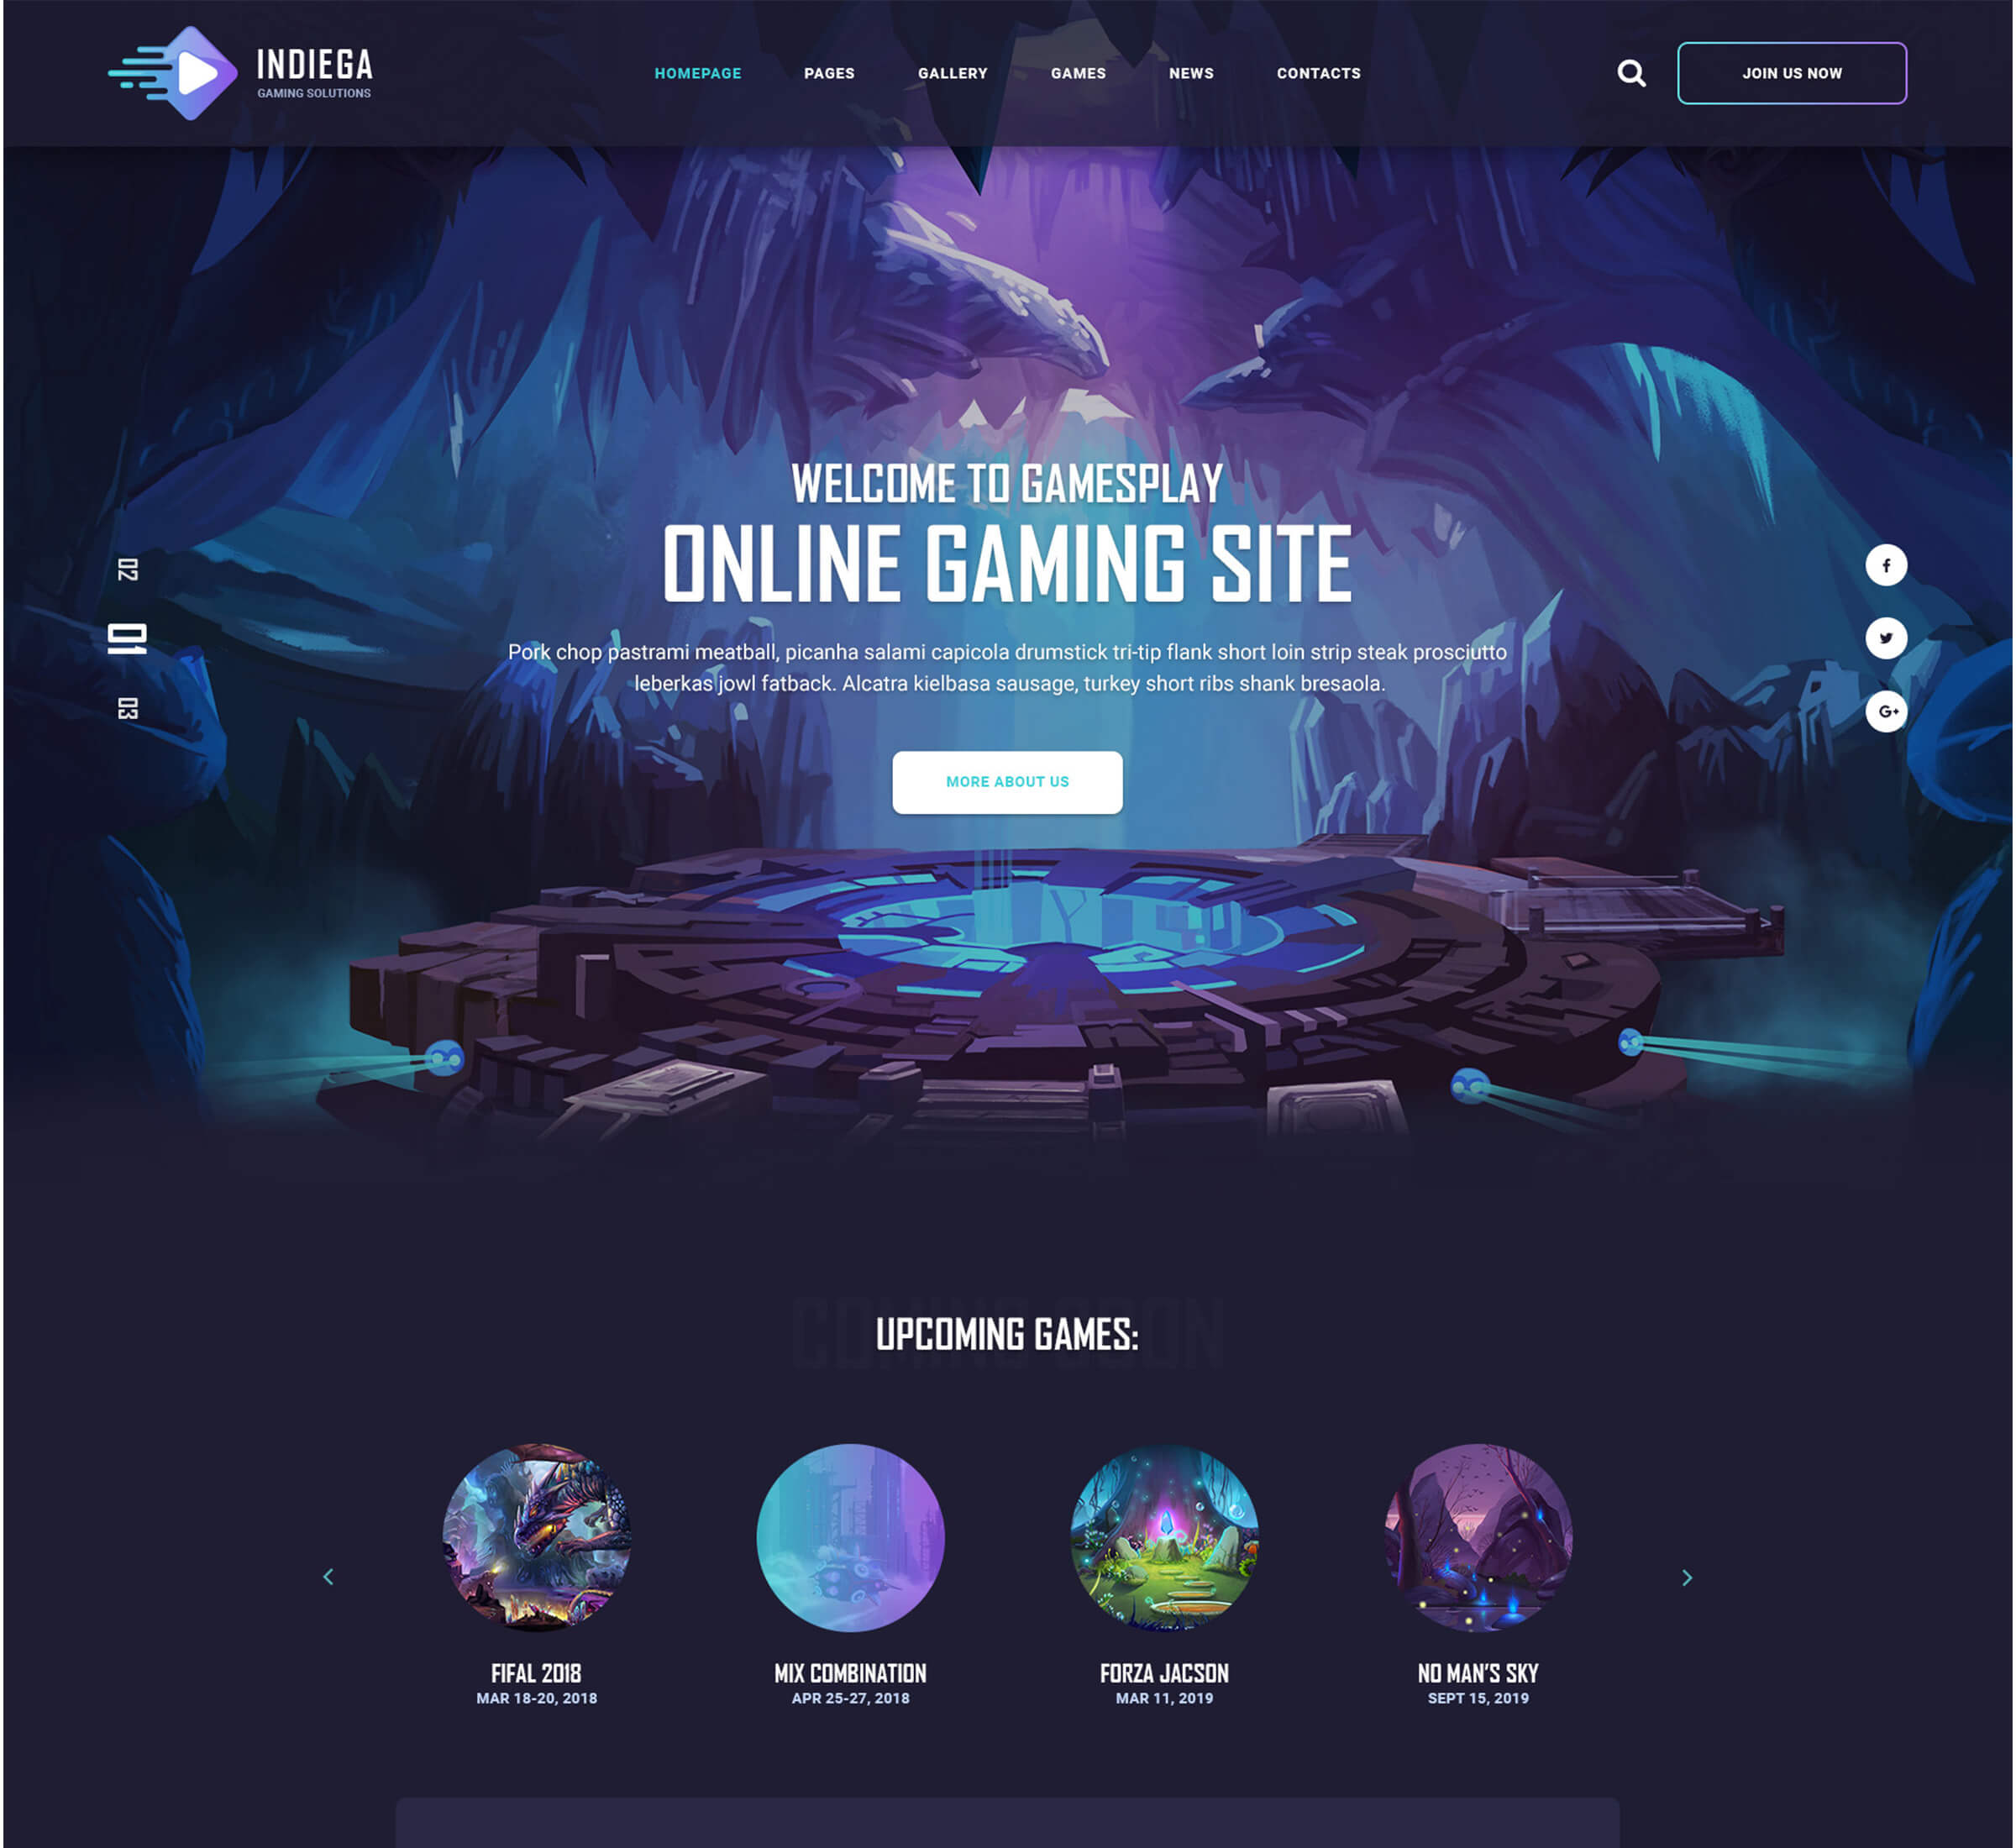 INDIEGA
GAMING SOLUTIONS
HOMEPAGE
PAGES
GALLERY
GAMES
NEWS
CONTACTS
JOIN US NOW
WELCOME TO GAMESPLAY
ONLINE GAMING SITE
Pork chop pastrami meatball, picanha salami capicola drumstick tri-tip flank short loin strip steak prosciutto
leberkas jowl fatback. Alcatra kielbasa sausage, turkey short ribs shank bresaola.
MORE ABOUT US
02
01
03
f
G+
COMING SOON
UPCOMING GAMES:
FIFAL 2018
MAR 18-20, 2018
MIX COMBINATION
APR 25-27, 2018
FORZA JACSON
MAR 11, 2019
NO MAN'S SKY
SEPT 15, 2019